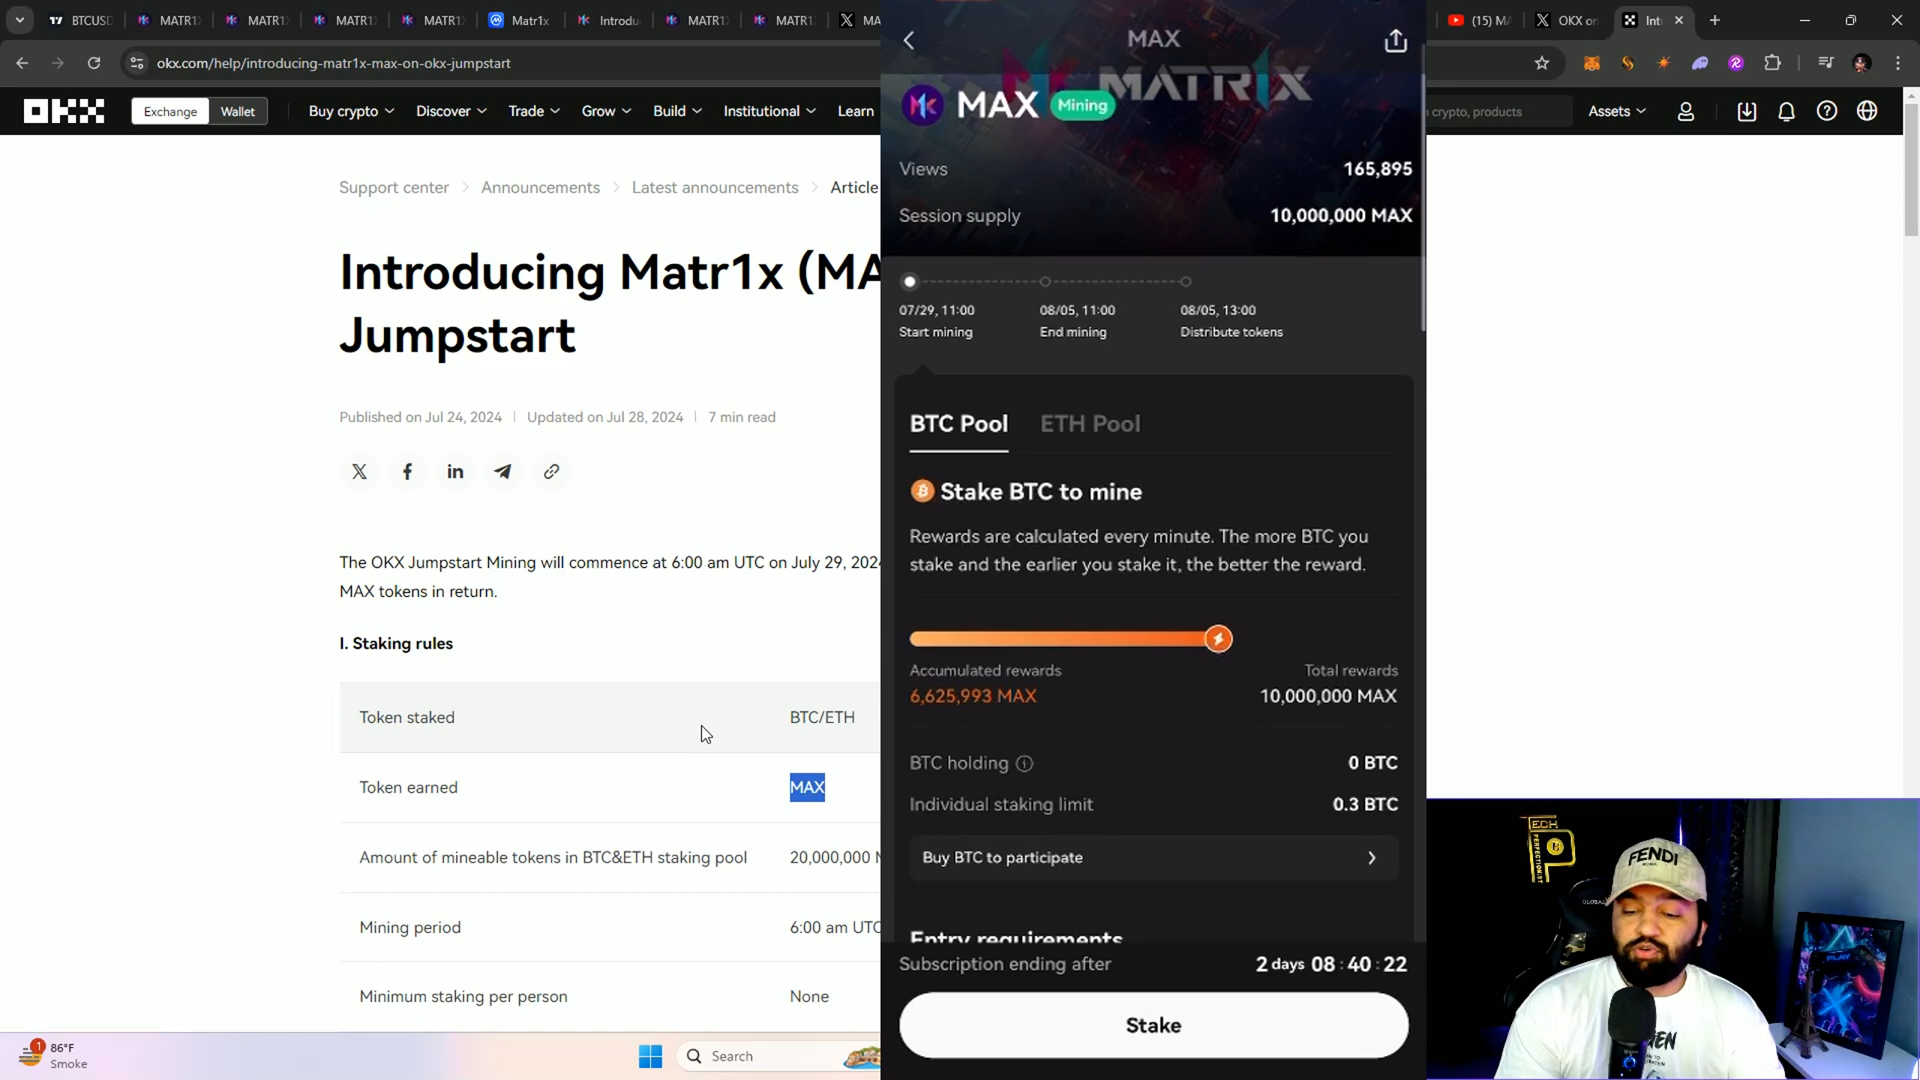 BTCUSD
MATR1
MATR1
MATR1
MATR1
Matr1x
Introdu
MATR1
MATR1
MA
(15) MA
OKX on
Int
okx.com/help/introducing-matr1x-max-on-okx-jumpstart
OKX
Exchange
Wallet
Buy crypto
Discover
Trade
Grow
Build
Institutional
Learn
crypto, products
Assets
Support center
Announcements
Latest announcements
Article
Introducing Matr1x (MA
Jumpstart
Published on Jul 24, 2024
Updated on Jul 28, 2024
7 min read
The OKX Jumpstart Mining will commence at 6:00 am UTC on July 29, 202
MAX tokens in return.
I. Staking rules
Token staked
BTC/ETH
Token earned
MAX
Amount of mineable tokens in BTC&ETH staking pool
20,000,000 M
Mining period
6:00 am UTC
Minimum staking per person
None
MAX
MATR1X
MAX
Mining
Views
165,895
Session supply
10,000,000 MAX
07/29, 11:00
08/05, 11:00
08/05, 13:00
Start mining
End mining
Distribute tokens
BTC Pool
ETH Pool
Stake BTC to mine
Rewards are calculated every minute. The more BTC you
stake and the earlier you stake it, the better the reward.
Accumulated rewards
Total rewards
6,625,993 MAX
10,000,000 MAX
BTC holding
0 BTC
Individual staking limit
0.3 BTC
Buy BTC to participate
Entry requirements
Subscription ending after
2 days 08 : 40 : 22
Stake
TECH
PERFECTIONIST
FENDI
PLAY
1
86°F
Smoke
Search